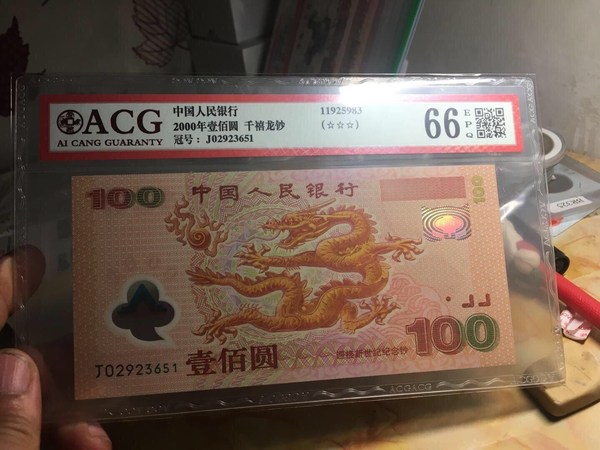 ACG
AI CANG GUARANTY
中国人民银行
2000年壹佰圆 千禧龙钞
冠号：J02923651
11925983
(☆☆☆)
66
EPQ
100
中国人民银行
100
J02923651
壹佰圆
迎接新世纪纪念钞
100
ACGACG